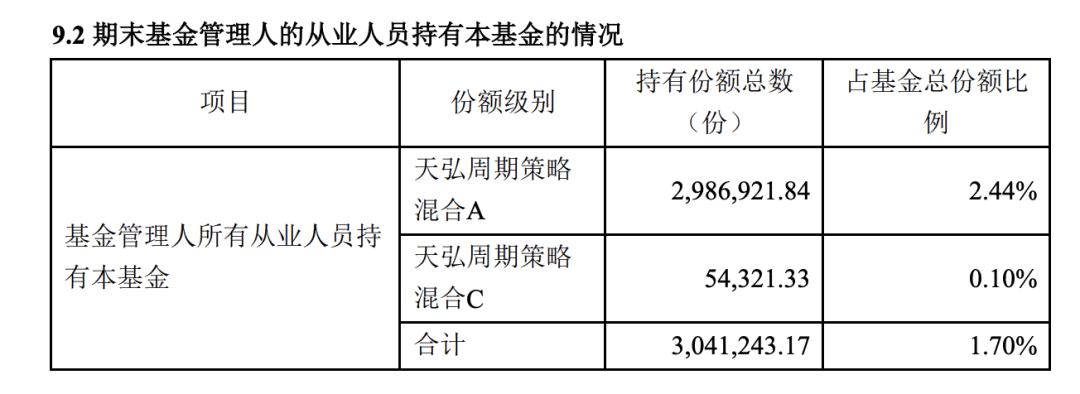 9.2 期末基金管理人的从业人员持有本基金的情况
项目
份额级别
持有份额总数
（份）
占基金总份额比
例
基金管理人所有从业人员持
有本基金
天弘周期策略
混合A
2,986,921.84
2.44%
天弘周期策略
混合C
54,321.33
0.10%
合计
3,041,243.17
1.70%